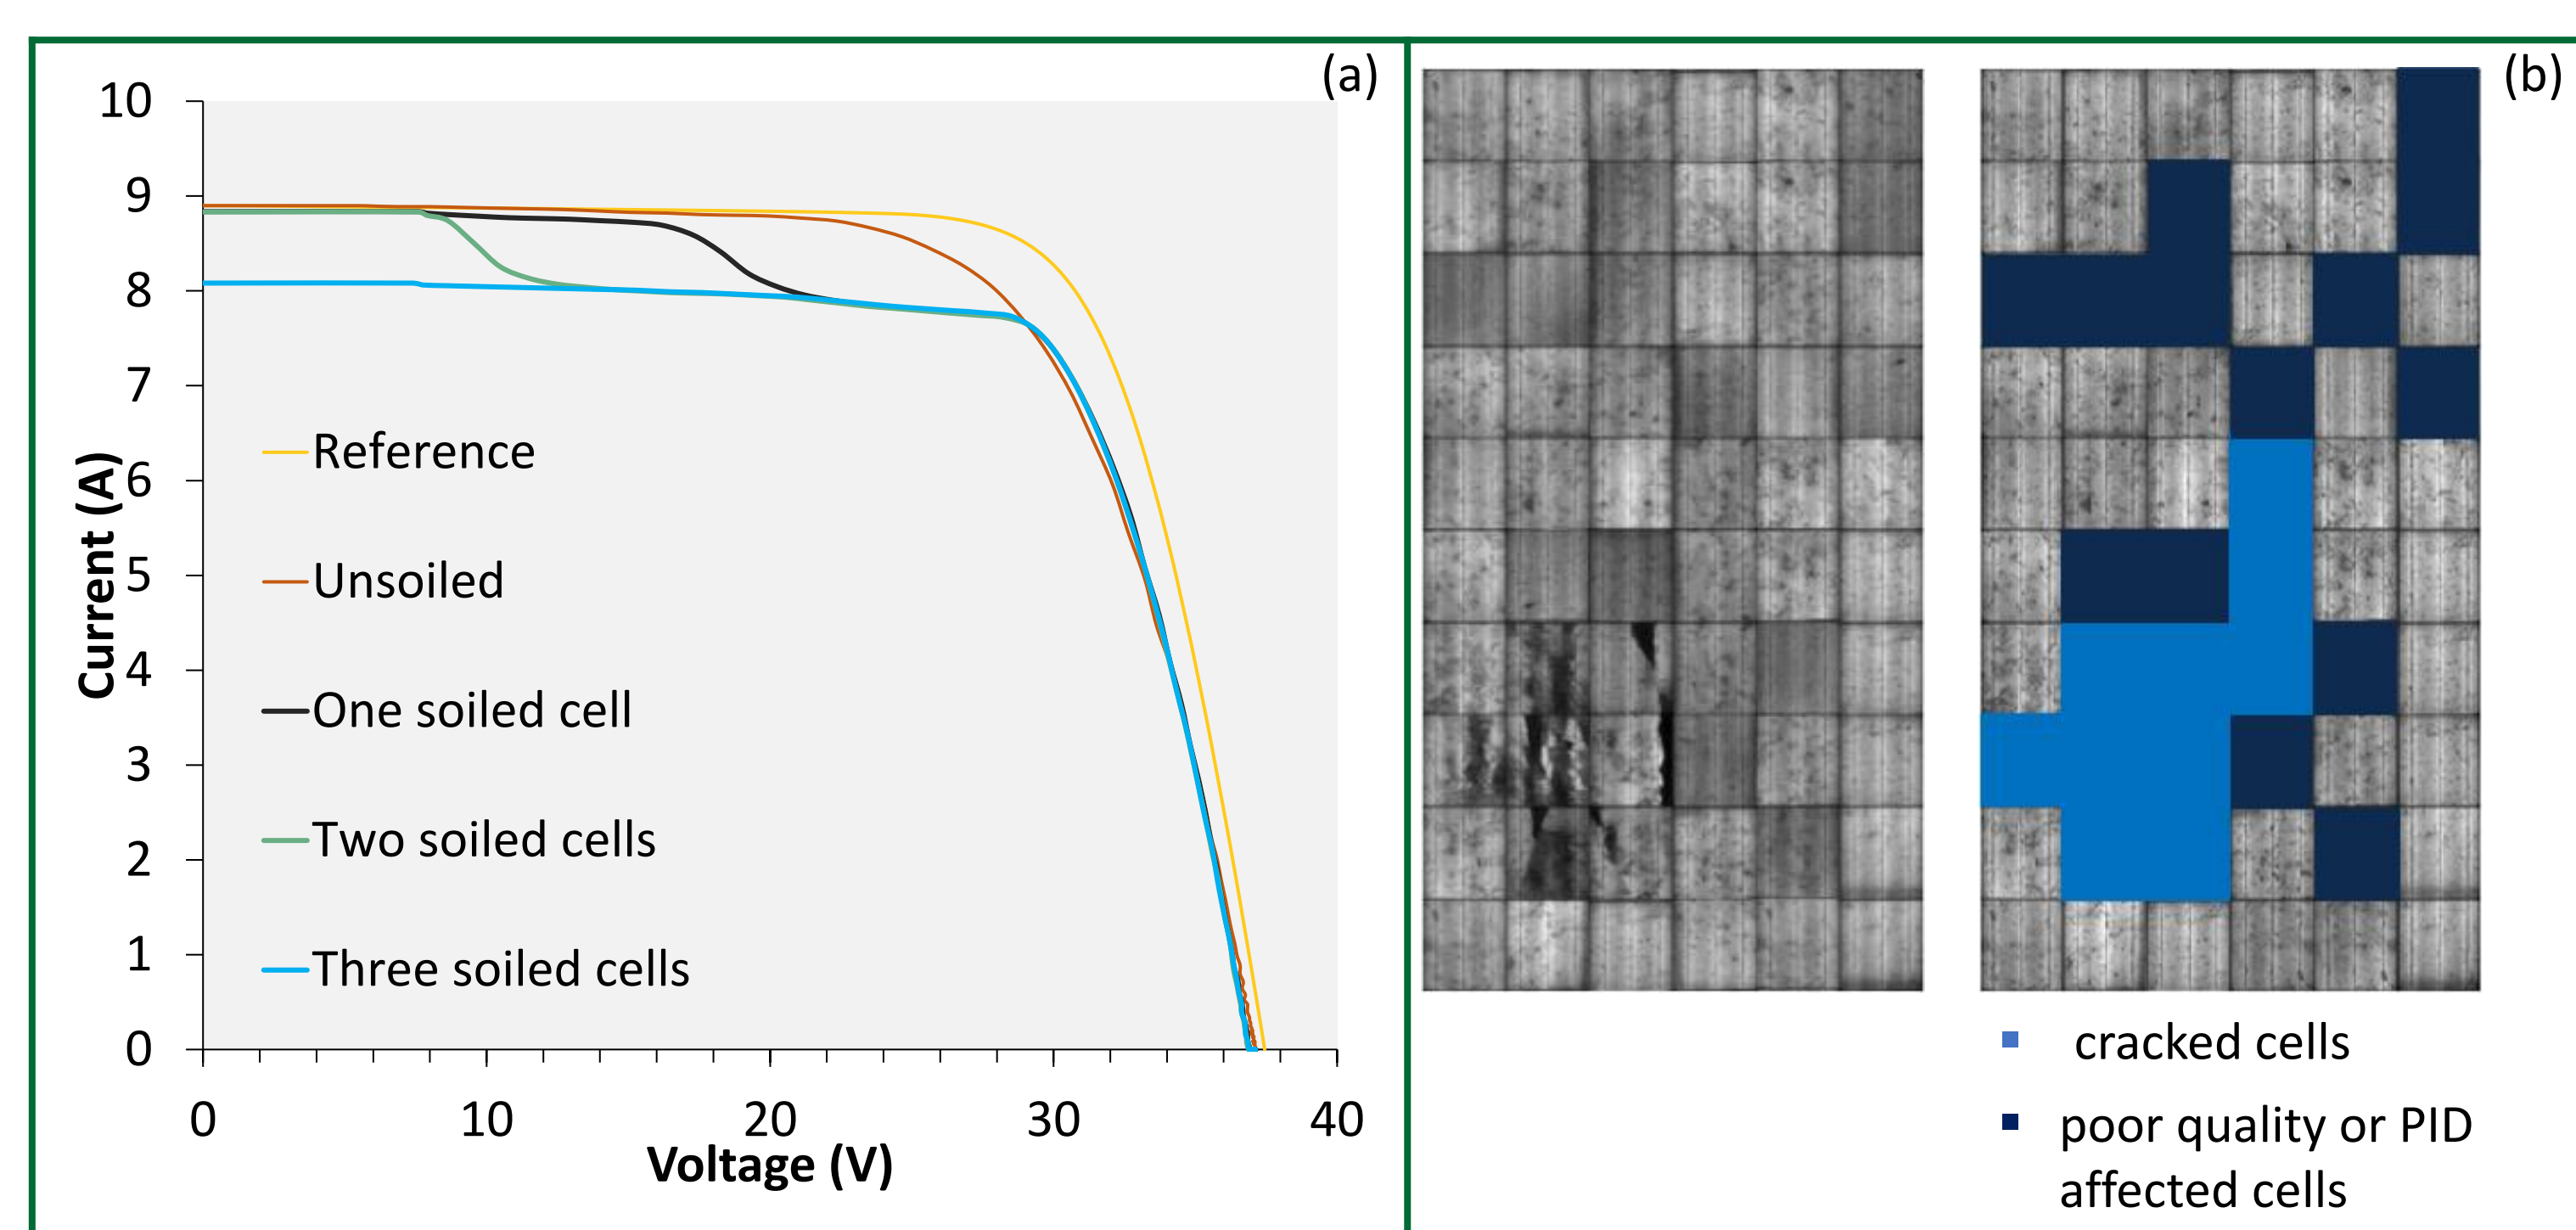 (a)
10
9
8
7
6
5
4
3
2
1
0
Current (A)
Reference
Unsoiled
One soiled cell
Two soiled cells
Three soiled cells
0 10 20 30 40
Voltage (V)
(b)
cracked cells
poor quality or PID
affected cells